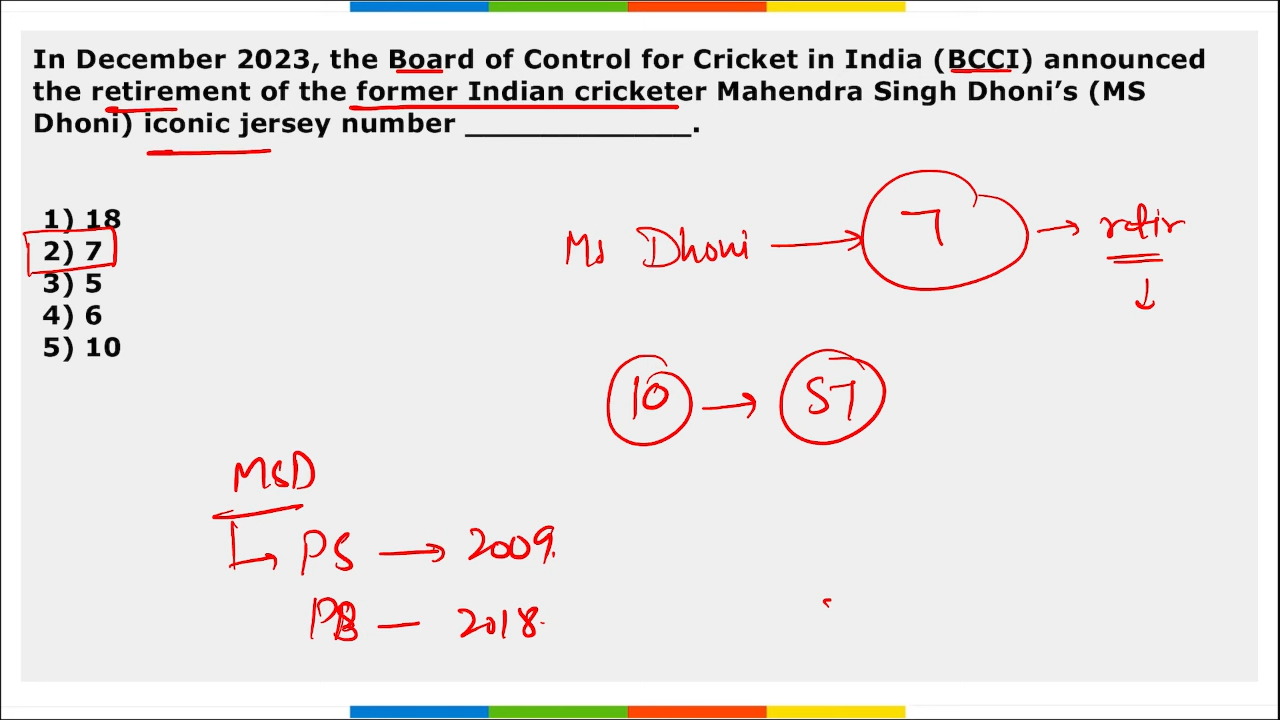 In December 2023, the Board of Control for Cricket in India (BCCI) announced
the retirement of the former Indian cricketer Mahendra Singh Dhoni’s (MS
Dhoni) iconic jersey number ______________.
1) 18
2) 7
3) 5
4) 6
5) 10
Ms Dhoni → 7 → retir ↓
10 → 57
MSD
PS → 2009.
PB — 2018.